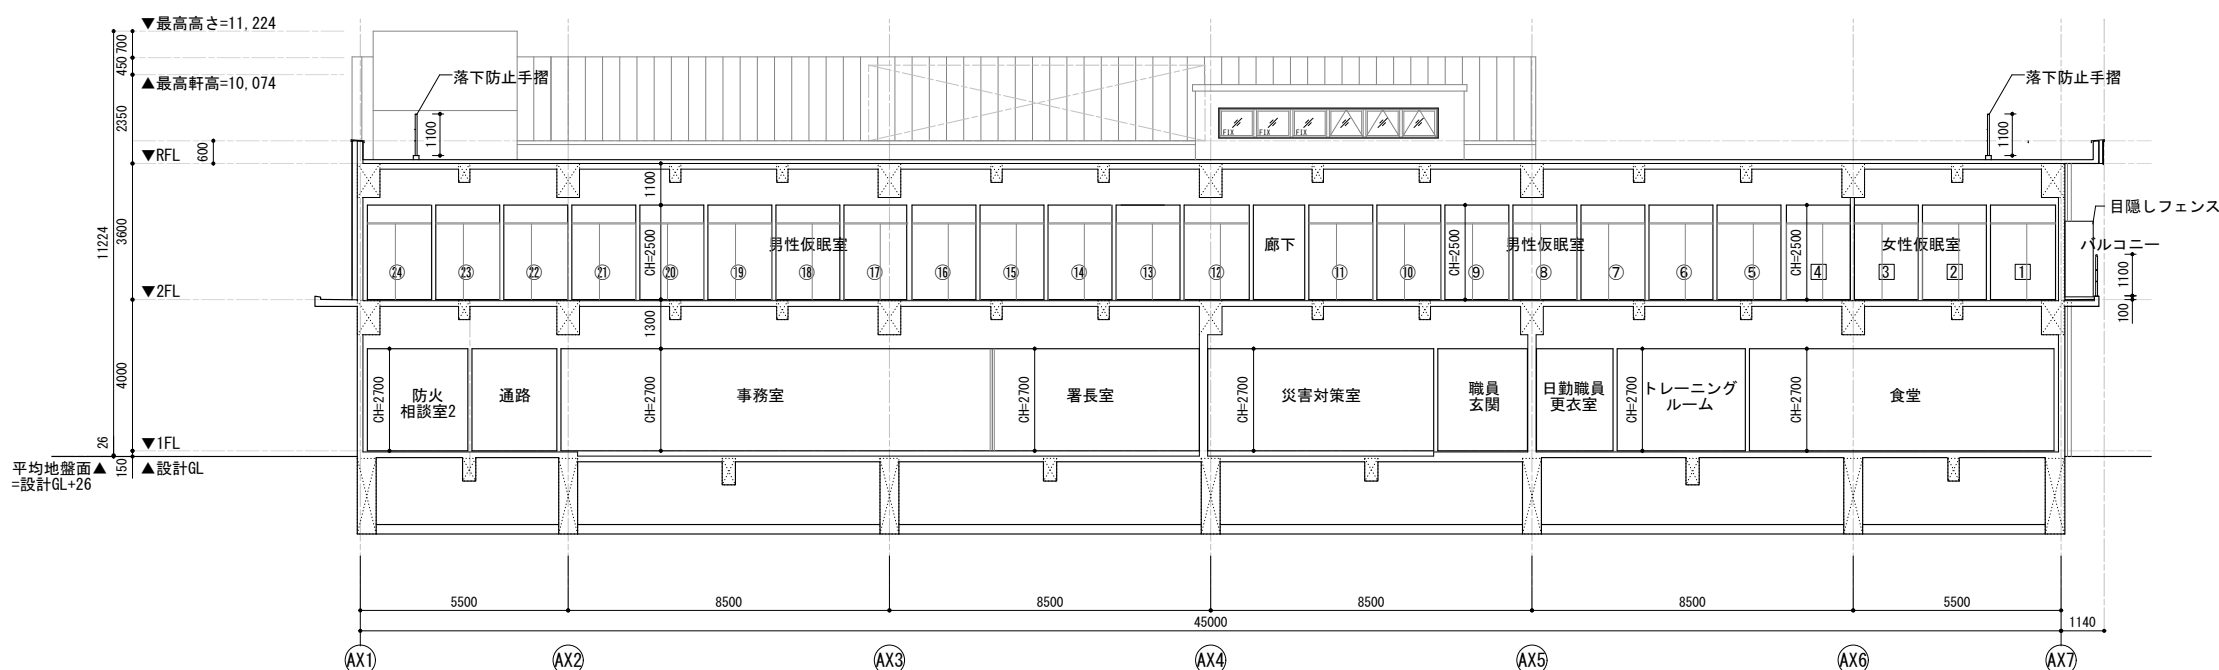 ▼最高高さ=11,224
700
450
▲最高軒高=10,074
落下防止手摺
落下防止手摺
2350
1100
1100
FIX
FIX
FIX
▼RFL
600
1100
11224
3600
目隠しフェンス
男性仮眠室
廊下
男性仮眠室
女性仮眠室
バルコニー
CH=2500
CH=2500
CH=2500
㉔ ㉓ ㉒ ㉑ ⑳ ⑲ ⑱ ⑰ ⑯ ⑮ ⑭ ⑬ ⑫ ⑪ ⑩ ⑨ ⑧ ⑦ ⑥ ⑤ 4 3 2 1
1100
▼2FL
100
1300
4000
CH=2700
防火
相談室2
通路
CH=2700
事務室
CH=2700
署長室
CH=2700
災害対策室
職員
玄関
日勤職員
更衣室
CH=2700
トレーニング
ルーム
CH=2700
食堂
26
▼1FL
平均地盤面▲
=設計GL+26
150
▲設計GL
5500
8500
8500
8500
8500
5500
45000
1140
AX1
AX2
AX3
AX4
AX5
AX6
AX7